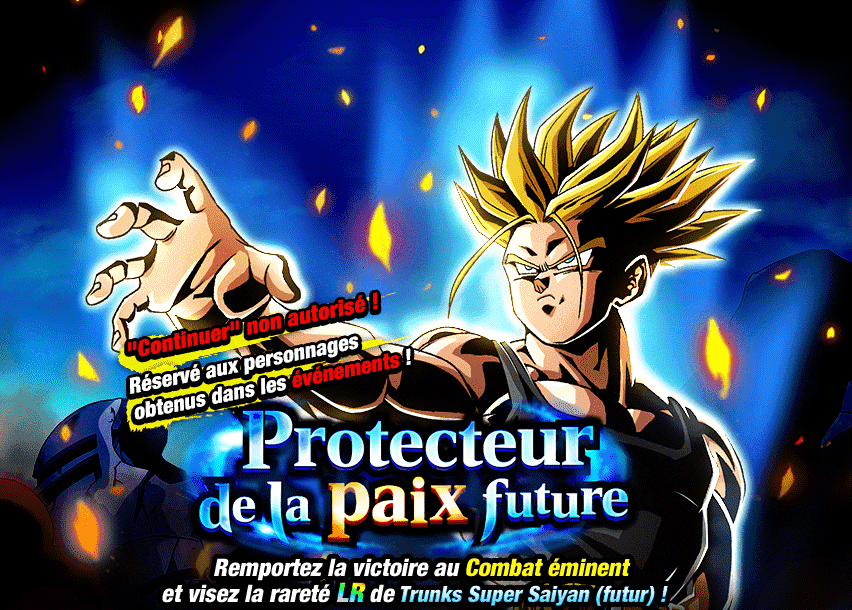 "Continuer" non autorisé !
Réservé aux personnages
obtenus dans les événements !
Protecteur
de la paix future
Remportez la victoire au Combat éminent
et visez la rareté LR de Trunks Super Saiyan (futur) !